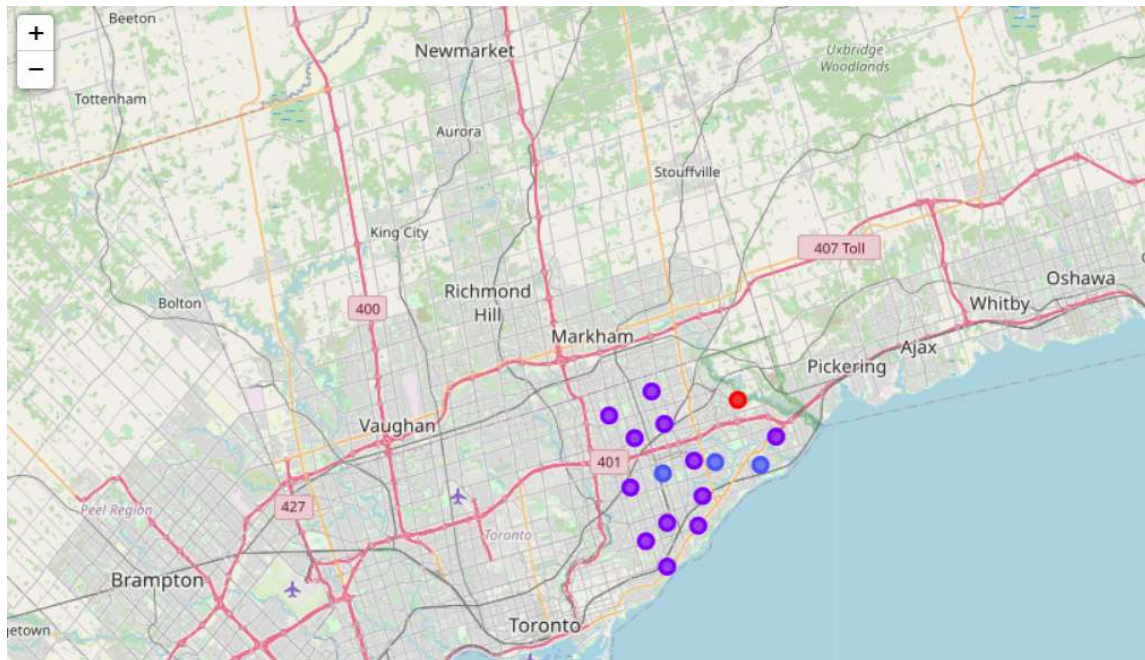 +
−
Beeton
Newmarket
Uxbridge
Woodlands
Tottenham
Aurora
Stouffville
King City
407 Toll
Bolton
400
Richmond
Hill
Oshawa
Whitby
Markham
Ajax
Pickering
Vaughan
401
427
Peel Region
Toronto
Brampton
Toronto
getown